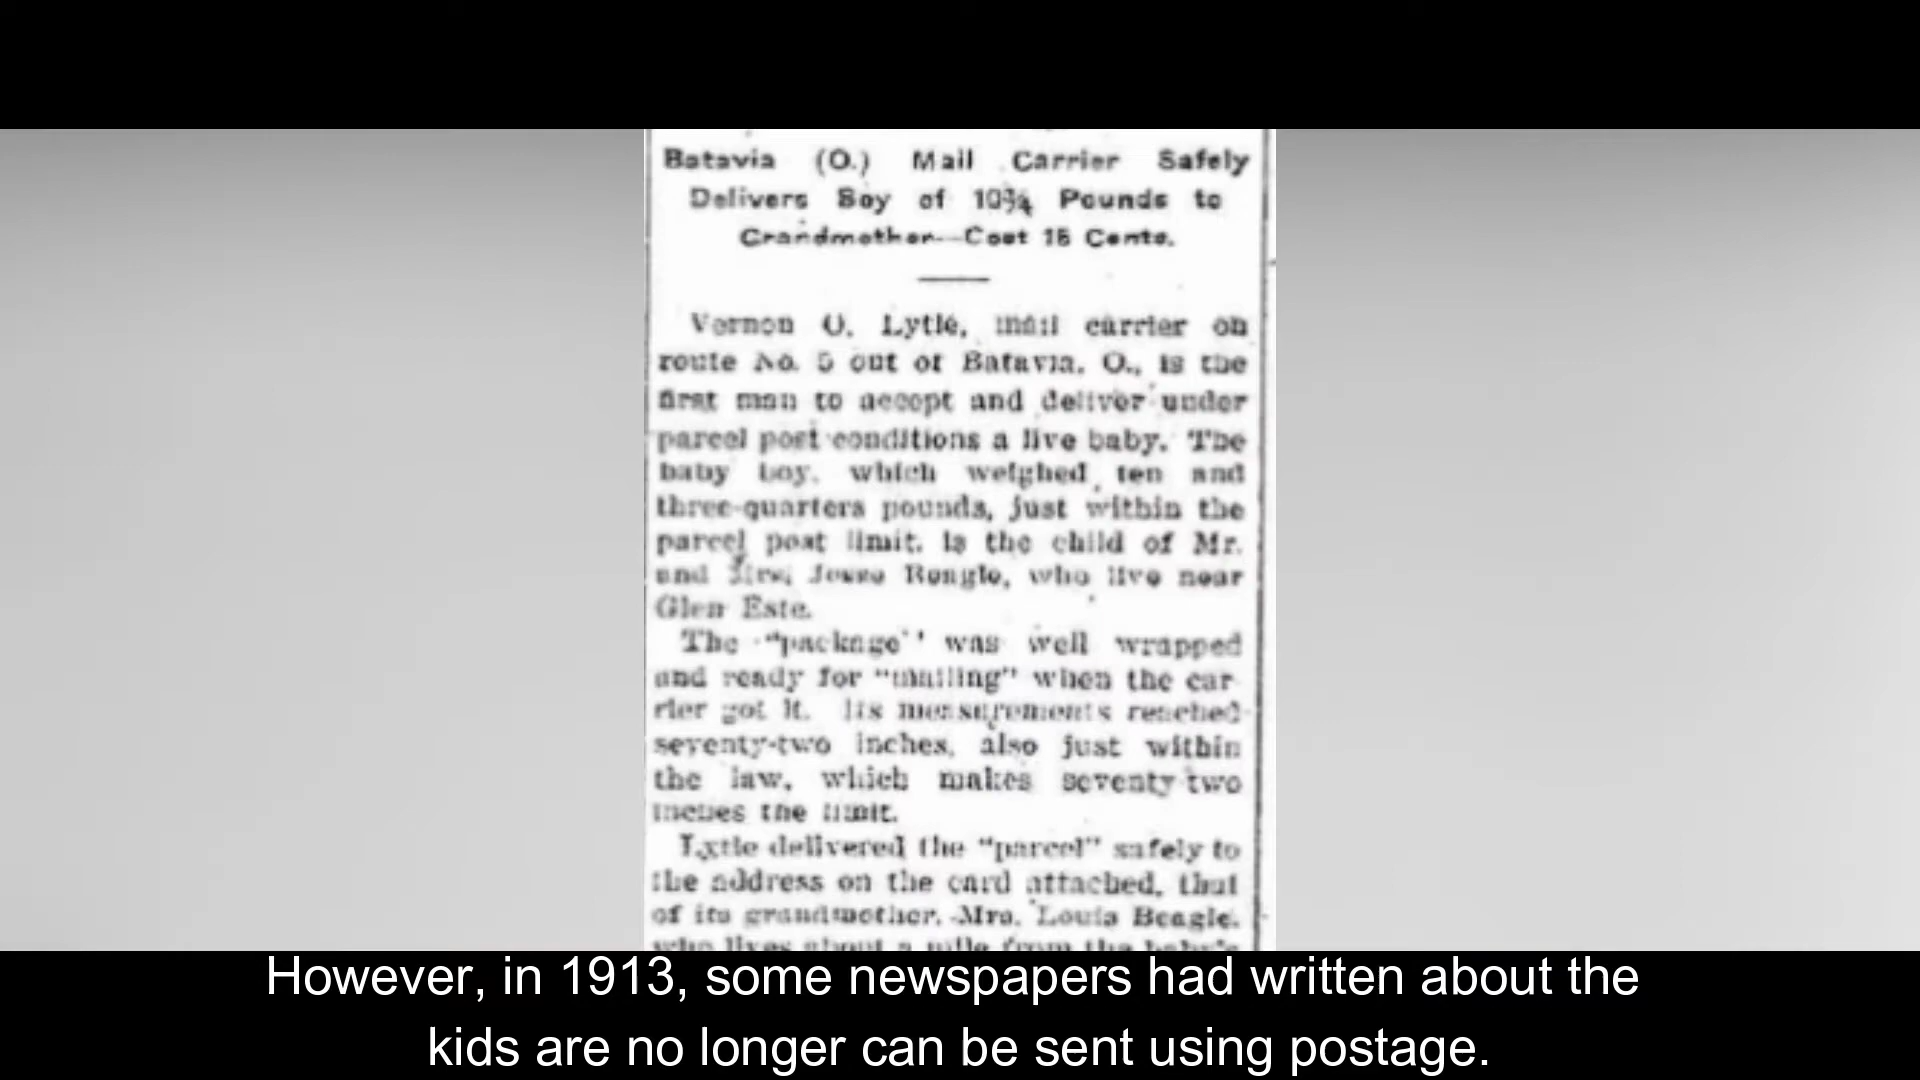 Batavia (O.) Mail Carrier Safely
Delivers Boy of 10¾ Pounds to
Grandmother—Cost 15 Cents.
Vernon O. Lytle, mail carrier on
route No. 5 out of Batavia, O., is the
first man to accept and deliver under
parcel post conditions a live baby. The
baby boy, which weighed ten and
three-quarters pounds, just within the
parcel post limit, is the child of Mr.
and Mrs. Jesse who live near
Glen Este.
The "package" was well wrapped
and ready for "mailing" when the car-
rier got it. Its measurements reached
seventy-two inches, also just within
the law, which makes seventy-two
inches the limit.
Lytle delivered the "parcel" safely to
the address on the card attached, that
of its grandmother, Mrs. Louis Beagle,
who lives about a mile from the baby's
However, in 1913, some newspapers had written about the
kids are no longer can be sent using postage.